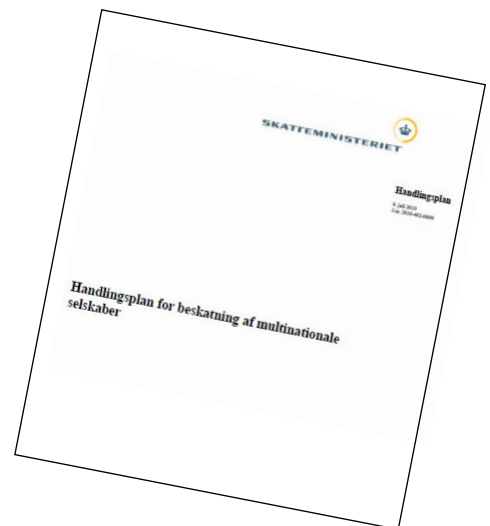 SKATTEMINISTERIET
Handlingsplan
Handlingsplan for beskatning af multinationale
selskaber